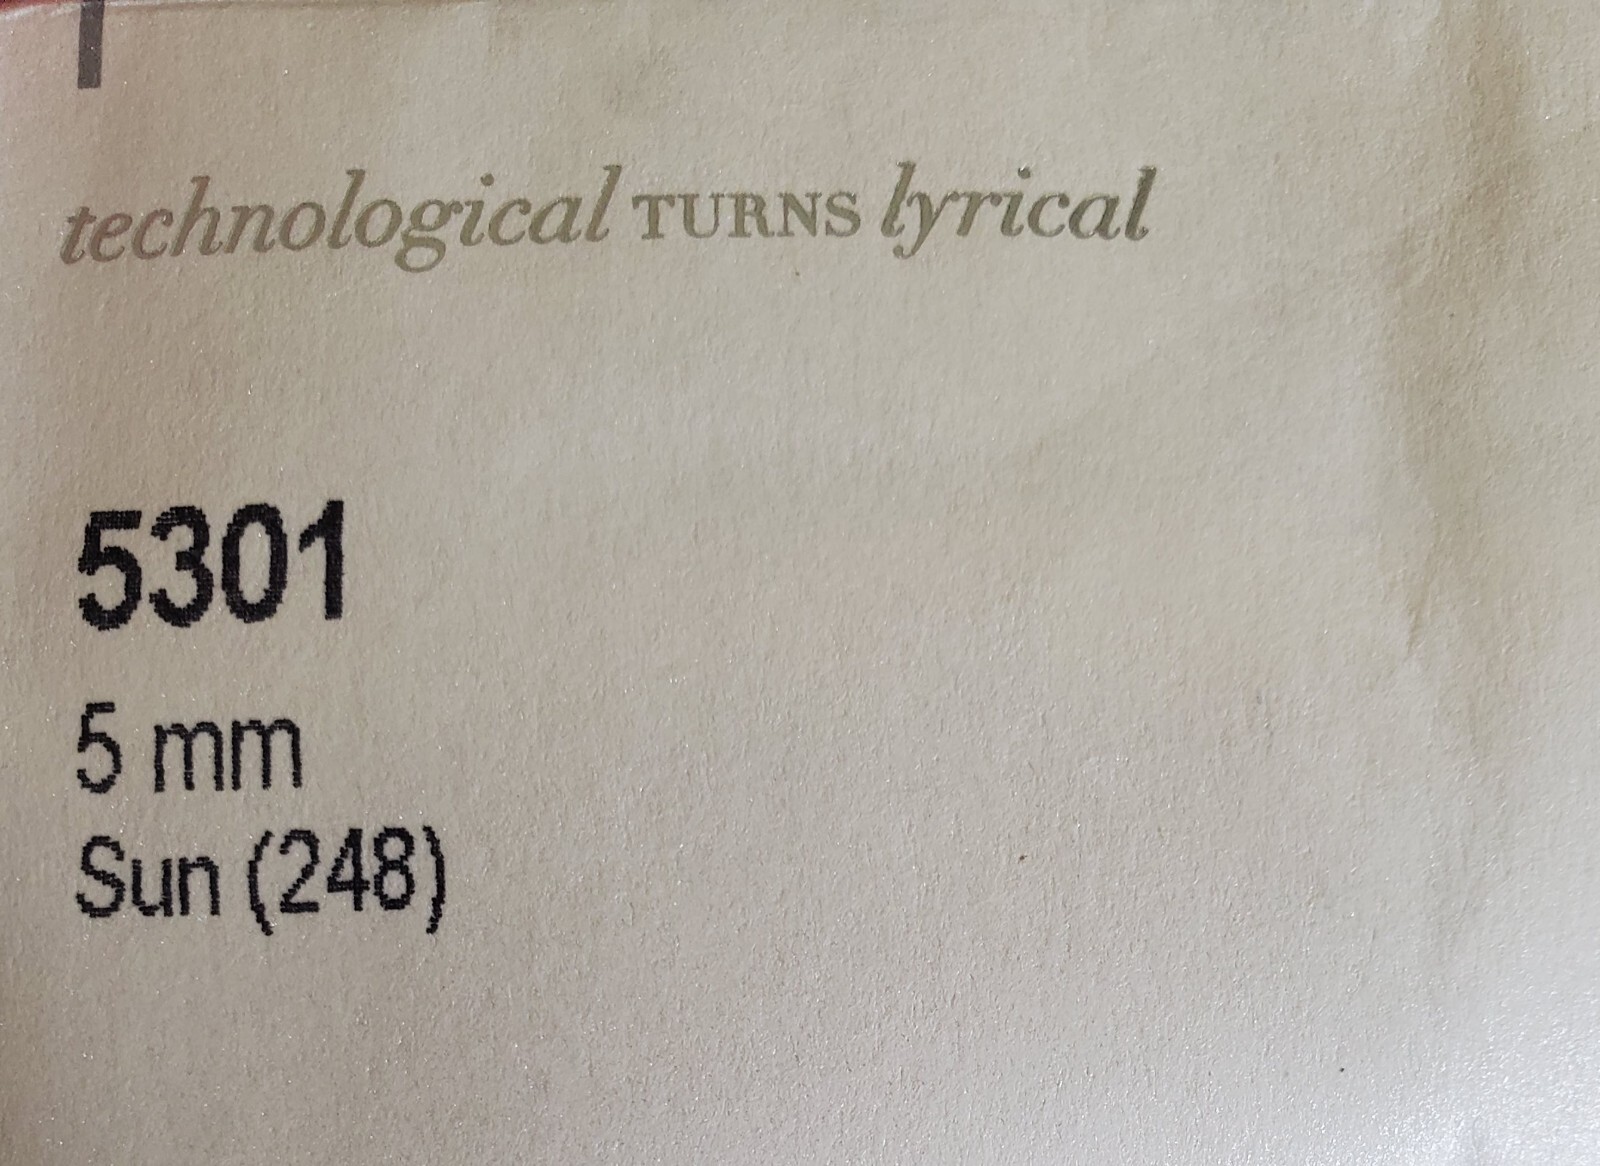 technological TURNS lyrical
5301
5 mm
Sun (248)